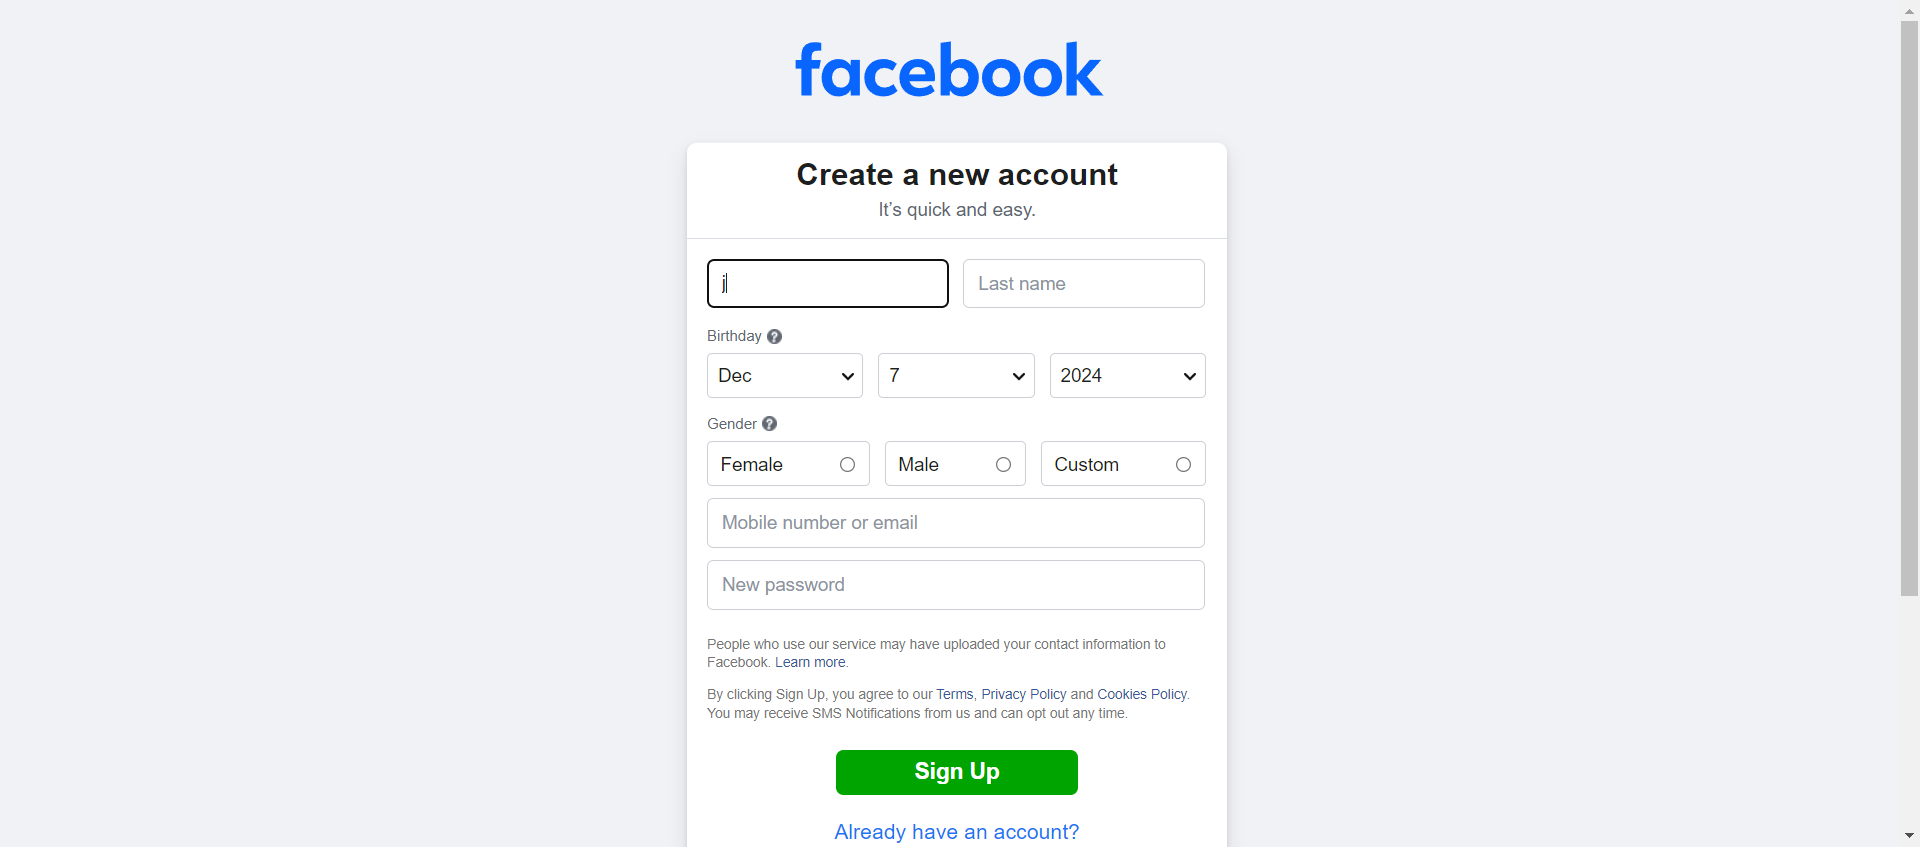 facebook
Create a new account
It's quick and easy.
j
Last name
Birthday ?
Dec 7 2024
Gender ?
Female Male Custom
Mobile number or email
New password
People who use our service may have uploaded your contact information to
Facebook. Learn more.
By clicking Sign Up, you agree to our Terms, Privacy Policy and Cookies Policy.
You may receive SMS Notifications from us and can opt out any time.
Sign Up
Already have an account?